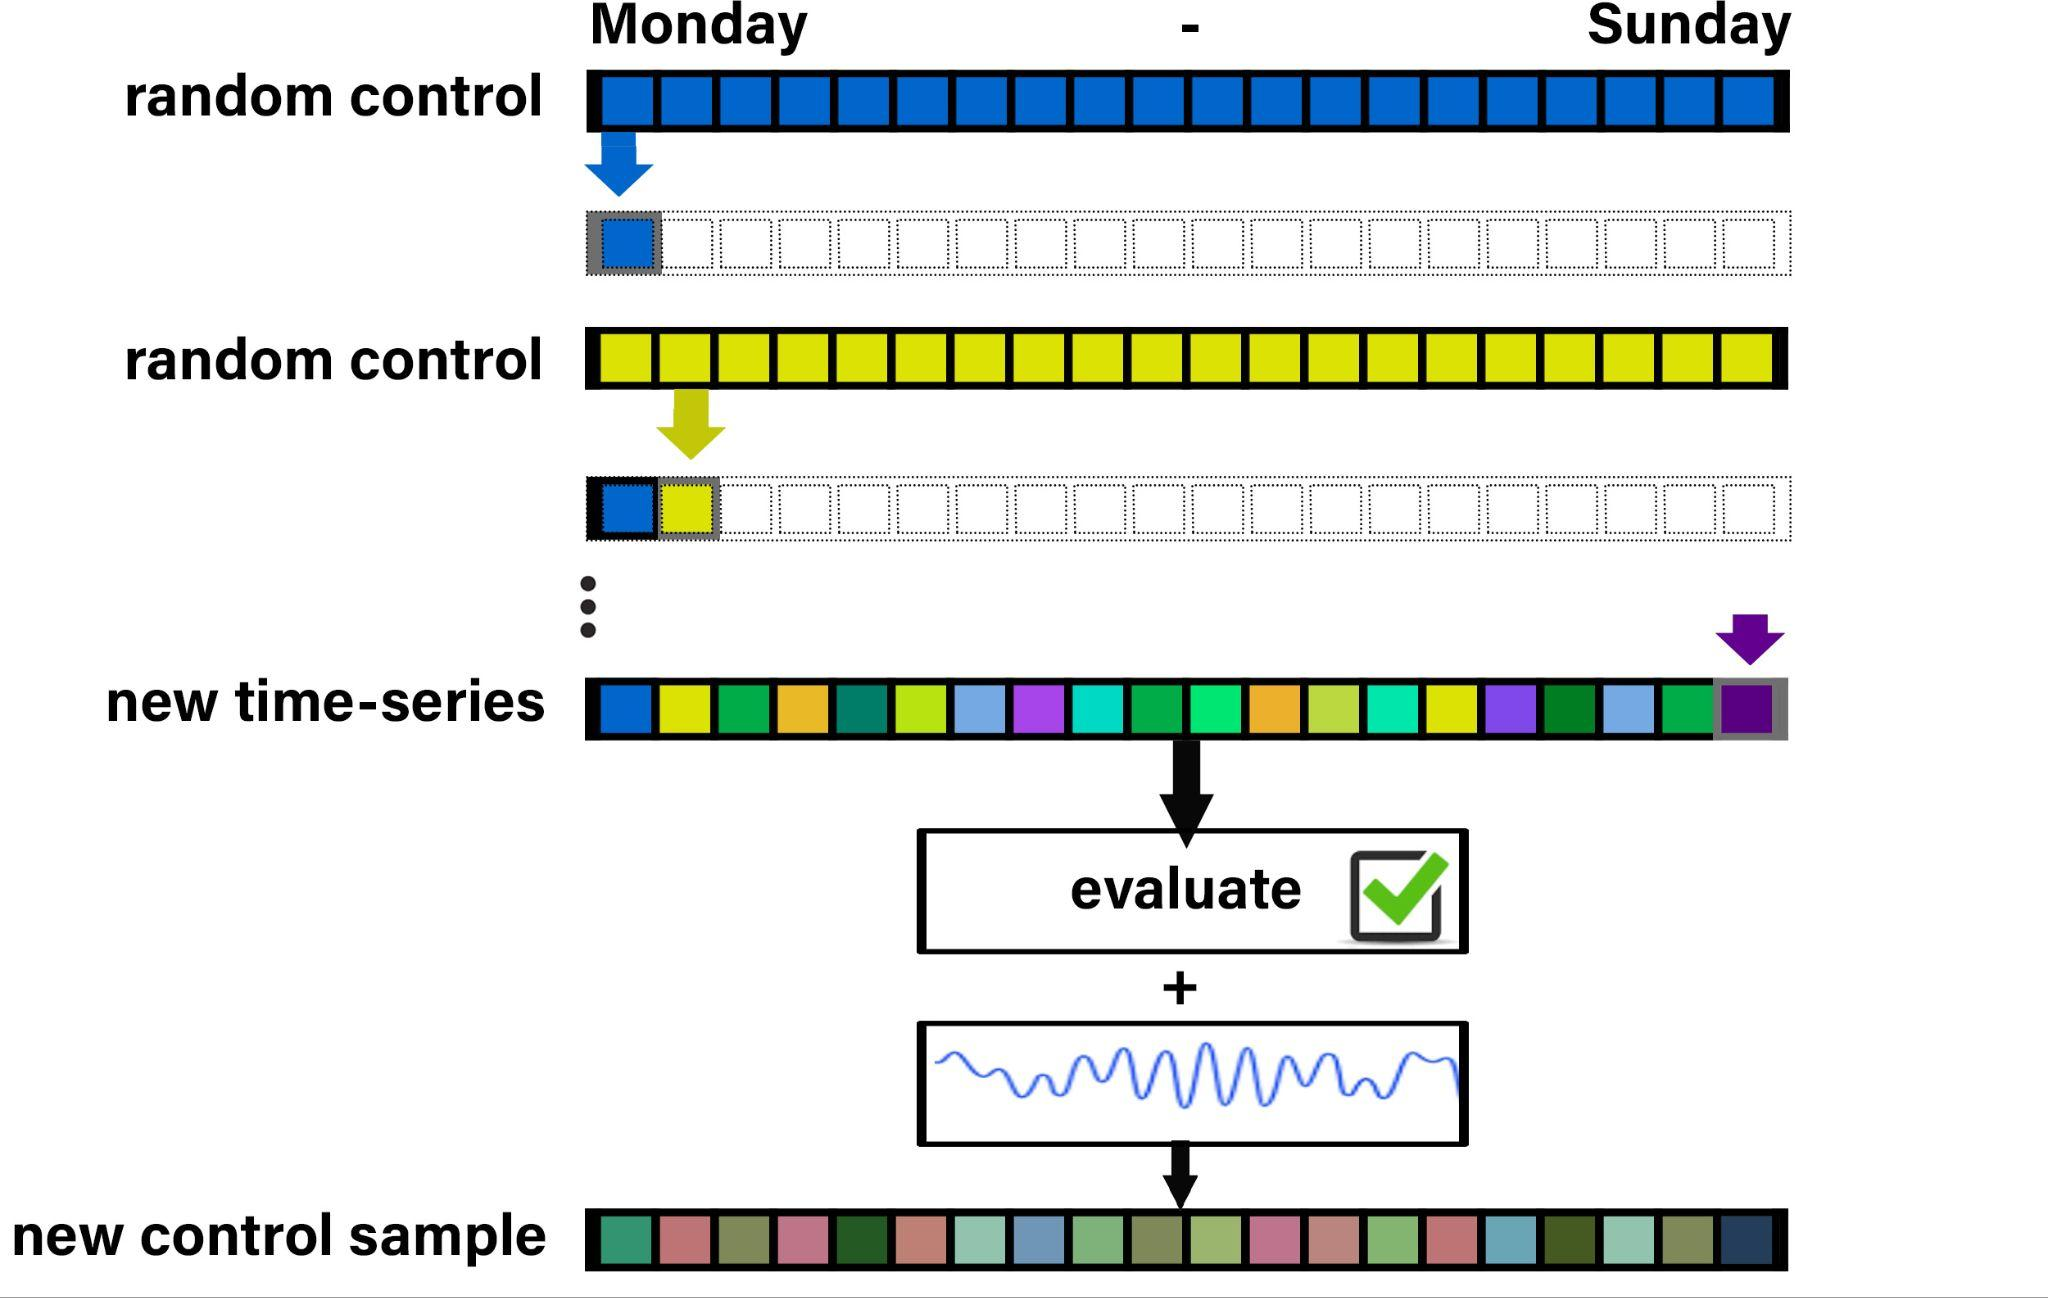 Monday - Sunday
random control
random control
new time-series
evaluate
+
new control sample